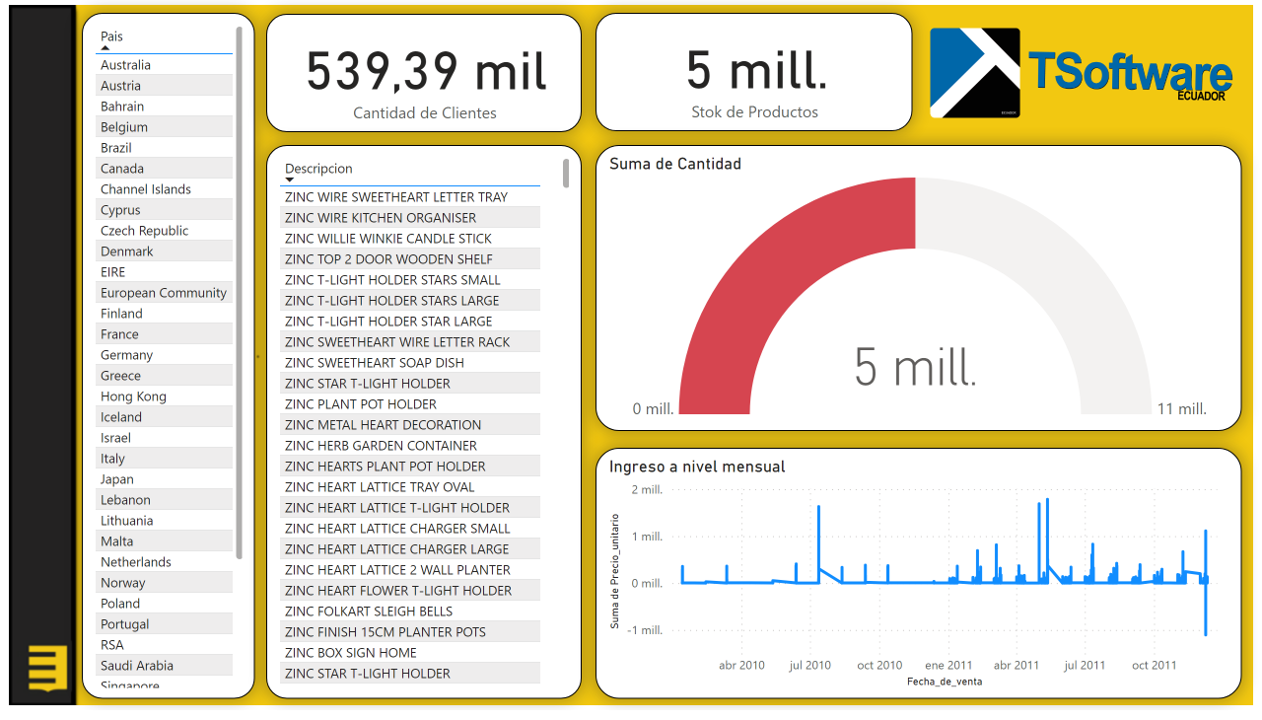 Pais
Australia
Austria
Bahrain
Belgium
Brazil
Canada
Channel Islands
Cyprus
Czech Republic
Denmark
EIRE
European Community
Finland
France
Germany
Greece
Hong Kong
Iceland
Israel
Italy
Japan
Lebanon
Lithuania
Malta
Netherlands
Norway
Poland
Portugal
RSA
Saudi Arabia
Singapore
539,39 mil
Cantidad de Clientes
5 mill.
Stok de Productos
TSoftware
ECUADOR
Descripcion
ZINC WIRE SWEETHEART LETTER TRAY
ZINC WIRE KITCHEN ORGANISER
ZINC WILLIE WINKIE CANDLE STICK
ZINC TOP 2 DOOR WOODEN SHELF
ZINC T-LIGHT HOLDER STARS SMALL
ZINC T-LIGHT HOLDER STARS LARGE
ZINC T-LIGHT HOLDER STAR LARGE
ZINC SWEETHEART WIRE LETTER RACK
ZINC SWEETHEART SOAP DISH
ZINC STAR T-LIGHT HOLDER
ZINC PLANT POT HOLDER
ZINC METAL HEART DECORATION
ZINC HERB GARDEN CONTAINER
ZINC HEARTS PLANT POT HOLDER
ZINC HEART LATTICE TRAY OVAL
ZINC HEART LATTICE T-LIGHT HOLDER
ZINC HEART LATTICE CHARGER SMALL
ZINC HEART LATTICE CHARGER LARGE
ZINC HEART LATTICE 2 WALL PLANTER
ZINC HEART FLOWER T-LIGHT HOLDER
ZINC FOLKART SLEIGH BELLS
ZINC FINISH 15CM PLANTER POTS
ZINC BOX SIGN HOME
ZINC STAR T-LIGHT HOLDER
Suma de Cantidad
5 mill.
0 mill.
11 mill.
Ingreso a nivel mensual
Suma de Precio_unitario
2 mill.
1 mill.
0 mill.
-1 mill.
abr 2010
jul 2010
oct 2010
ene 2011
abr 2011
jul 2011
oct 2011
Fecha_de_venta